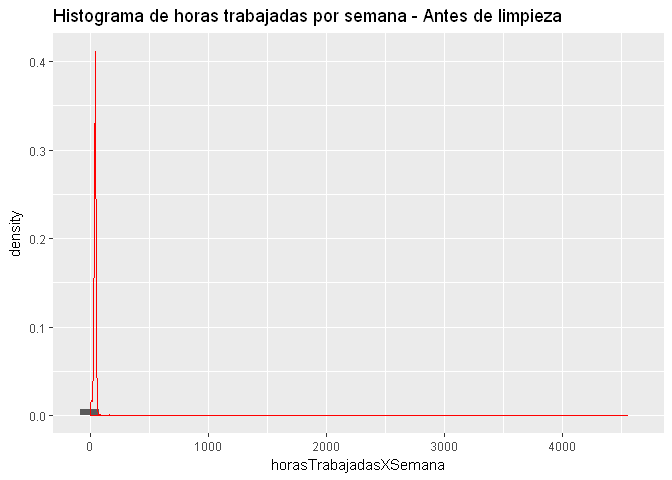 Histograma de horas trabajadas por semana - Antes de limpieza
0.4
0.3
0.2
0.1
0.0
density
0 1000 2000 3000 4000
horasTrabajadasXSemana